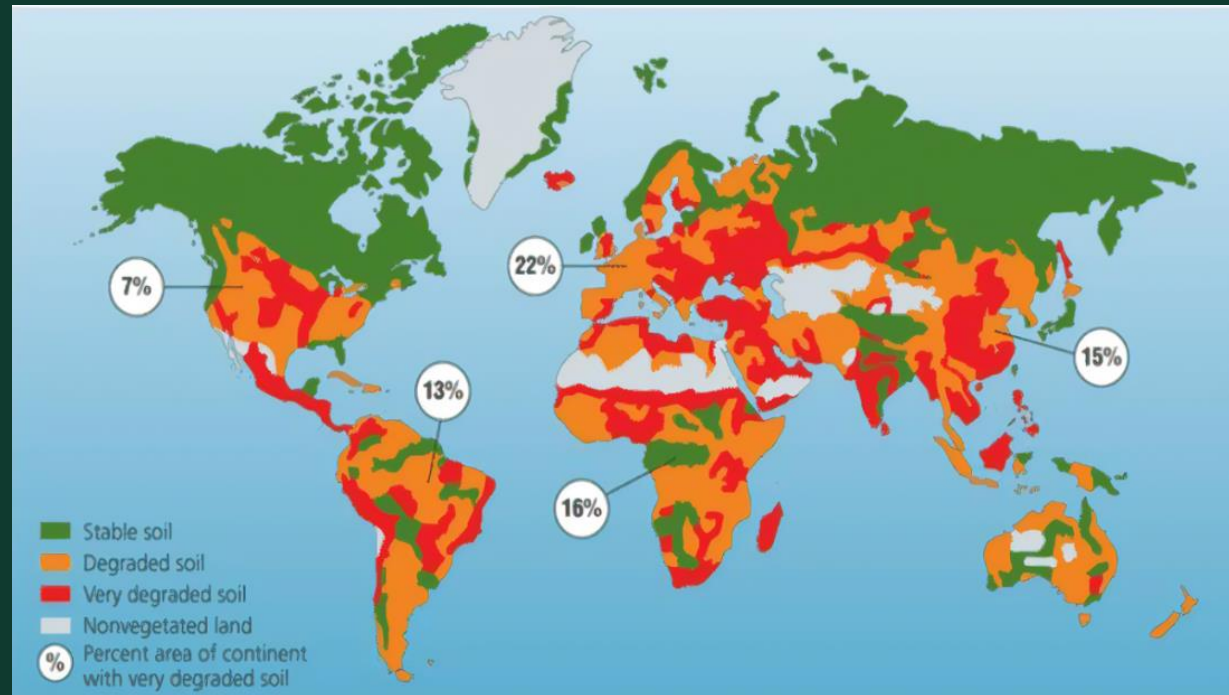 7%
22%
13%
15%
16%
Stable soil
Degraded soil
Very degraded soil
Nonvegetated land
% Percent area of continent
with very degraded soil